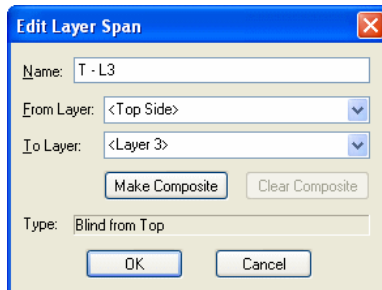 Edit Layer Span
Name: T - L3
From Layer: <Top Side>
To Layer: <Layer 3>
Make Composite Clear Composite
Type: Blind from Top
OK Cancel